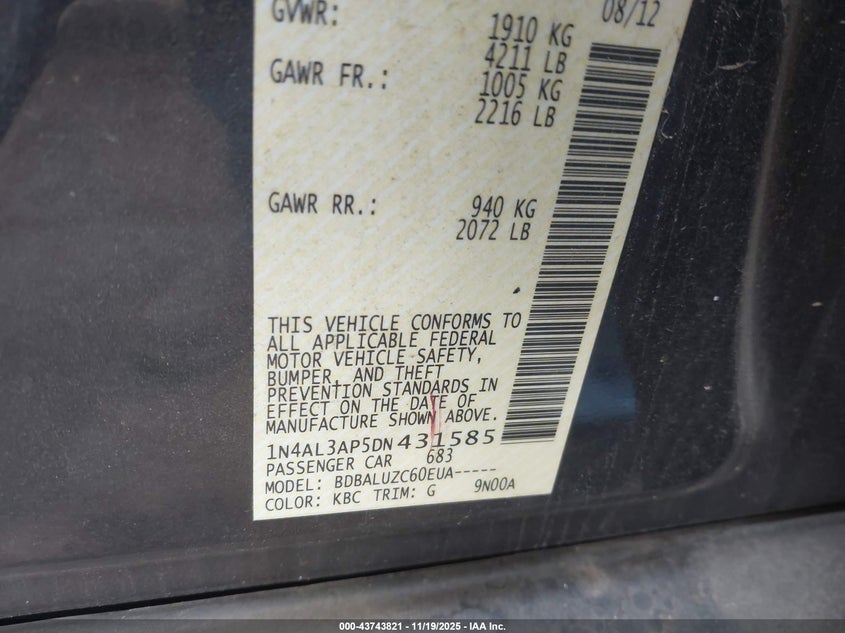 GVWR: 08/12
1910 KG
4211 LB
GAWR FR.: 1005 KG
2216 LB
GAWR RR.: 940 KG
2072 LB
THIS VEHICLE CONFORMS TO
ALL APPLICABLE FEDERAL
MOTOR VEHICLE SAFETY,
BUMPER, AND THEFT
PREVENTION STANDARDS IN
EFFECT ON THE DATE OF
MANUFACTURE SHOWN ABOVE.
1N4AL3AP5DN431585
PASSENGER CAR 683
MODEL: BDBALUZC60EUA-----
COLOR: KBC TRIM: G 9N00A
000-43743821 - 11/19/2025 - IAA Inc.